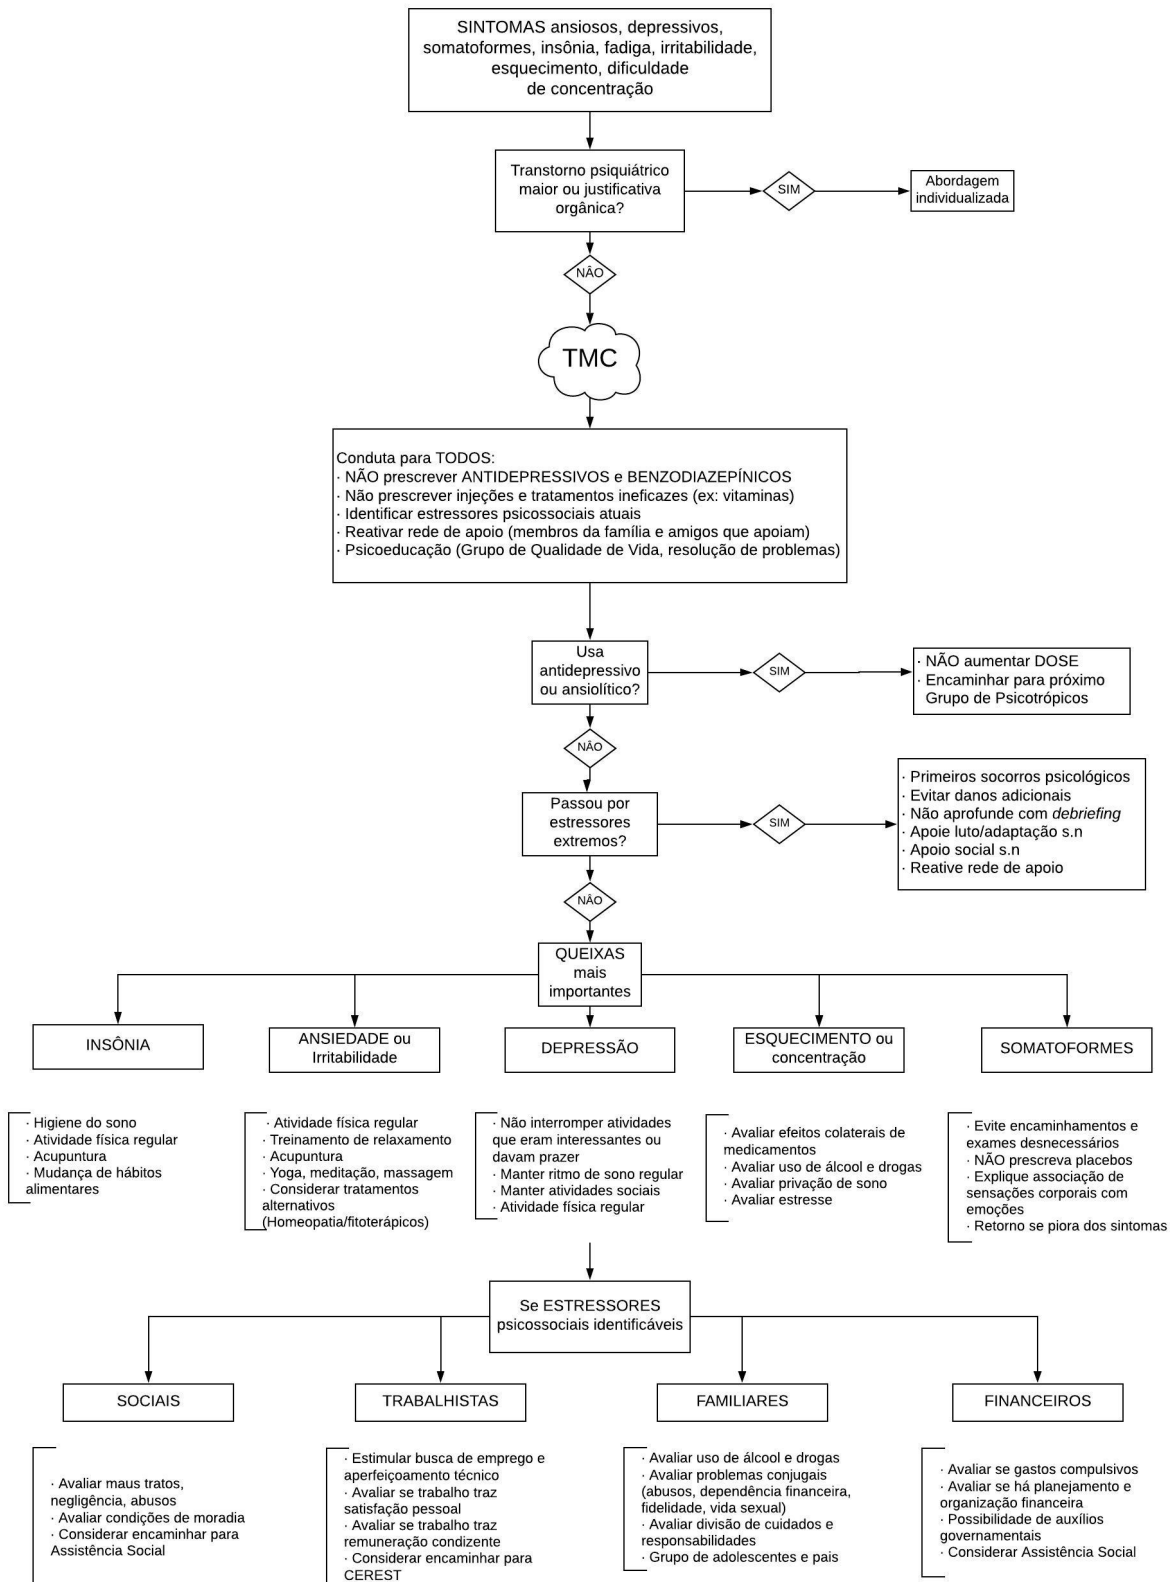 SINTOMAS ansiosos, depressivos,
somatoformes, insônia, fadiga, irritabilidade,
esquecimento, dificuldade
de concentração
Transtorno psiquiátrico
maior ou justificativa
orgânica?
SIM
Abordagem
individualizada
NÃO
TMC
Conduta para TODOS:
· NÃO prescrever ANTIDEPRESSIVOS e BENZODIAZEPÍNICOS
· Não prescrever injeções e tratamentos ineficazes (ex: vitaminas)
· Identificar estressores psicossociais atuais
· Reativar rede de apoio (membros da família e amigos que apoiam)
· Psicoeducação (Grupo de Qualidade de Vida, resolução de problemas)
Usa
antidepressivo
ou ansiolítico?
SIM
· NÃO aumentar DOSE
· Encaminhar para próximo
Grupo de Psicotrópicos
NÃO
Passou por
estressores
extremos?
SIM
· Primeiros socorros psicológicos
· Evitar danos adicionais
· Não aprofunde com debriefing
· Apoie luto/adaptação s.n
· Apoio social s.n
· Reative rede de apoio
NÃO
QUEIXAS
mais
importantes
INSÔNIA
ANSIEDADE ou
Irritabilidade
DEPRESSÃO
ESQUECIMENTO ou
concentração
SOMATOFORMES
· Higiene do sono
· Atividade física regular
· Acupuntura
· Mudança de hábitos
alimentares
· Atividade física regular
· Treinamento de relaxamento
· Acupuntura
· Yoga, meditação, massagem
· Considerar tratamentos
alternativos
(Homeopatia/fitoterápicos)
· Não interromper atividades
que eram interessantes ou
davam prazer
· Manter ritmo de sono regular
· Manter atividades sociais
· Atividade física regular
· Avaliar efeitos colaterais de
medicamentos
· Avaliar uso de álcool e drogas
· Avaliar privação de sono
· Avaliar estresse
· Evite encaminhamentos e
exames desnecessários
· NÃO prescreva placebos
· Explique associação de
sensações corporais com
emoções
· Retorno se piora dos sintomas
Se ESTRESSORES
psicossociais identificáveis
SOCIAIS
TRABALHISTAS
FAMILIARES
FINANCEIROS
· Avaliar maus tratos,
negligência, abusos
· Avaliar condições de moradia
· Considerar encaminhar para
Assistência Social
· Estimular busca de emprego e
aperfeiçoamento técnico
· Avaliar se trabalho traz
satisfação pessoal
· Avaliar se trabalho traz
remuneração condizente
· Considerar encaminhar para
CEREST
· Avaliar uso de álcool e drogas
· Avaliar problemas conjugais
(abusos, dependência financeira,
fidelidade, vida sexual)
· Avaliar divisão de cuidados e
responsabilidades
· Grupo de adolescentes e pais
· Avaliar se gastos compulsivos
· Avaliar se há planejamento e
organização financeira
· Possibilidade de auxílios
governamentais
· Considerar Assistência Social